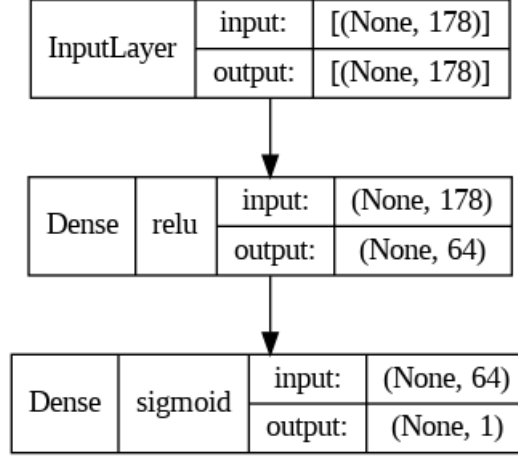 InputLayer input: [(None, 178)]
output: [(None, 178)]
Dense relu input: (None, 178)
output: (None, 64)
Dense sigmoid input: (None, 64)
output: (None, 1)